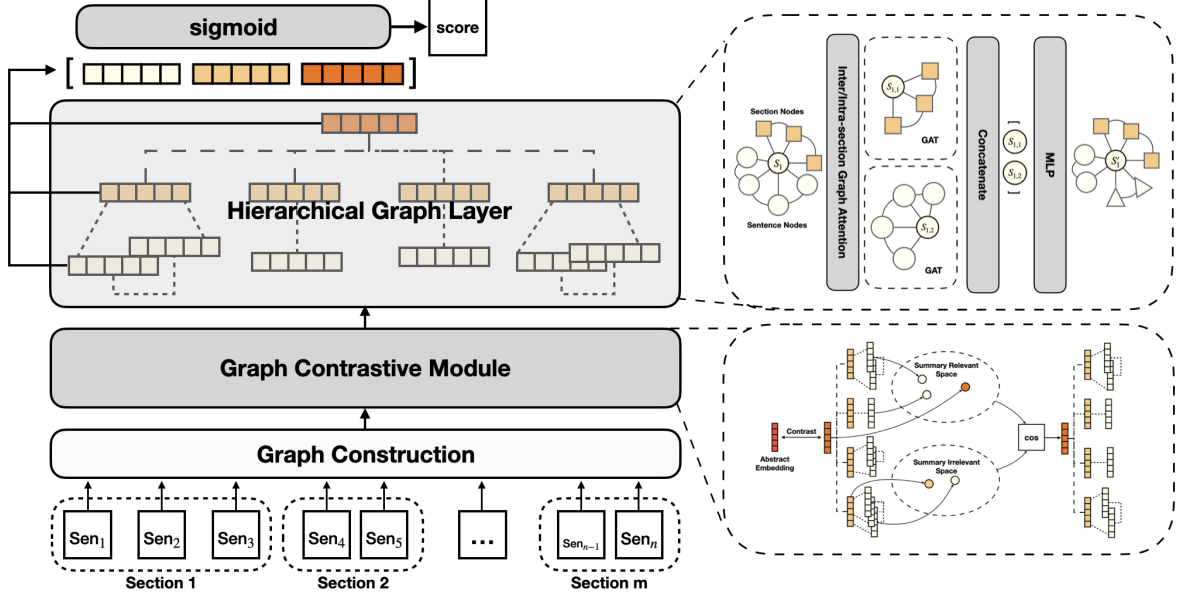 sigmoid
score
[
]
Hierarchical Graph Layer
Graph Contrastive Module
Graph Construction
Sen₁
Sen₂
Sen₃
Sen₄
Sen₅
...
Senₙ₋₁
Senₙ
Section 1
Section 2
Section m
Section Nodes
S₁
Sentence Nodes
Inter/Intra-section Graph Attention
S₁,₁
GAT
S₁,₂
GAT
Concatenate
[
S₁,₁
S₁,₂
]
MLP
S₁′
Summary Relevant
Space
Contrast
Abstract
Embedding
Summary Irrelevant
Space
cos